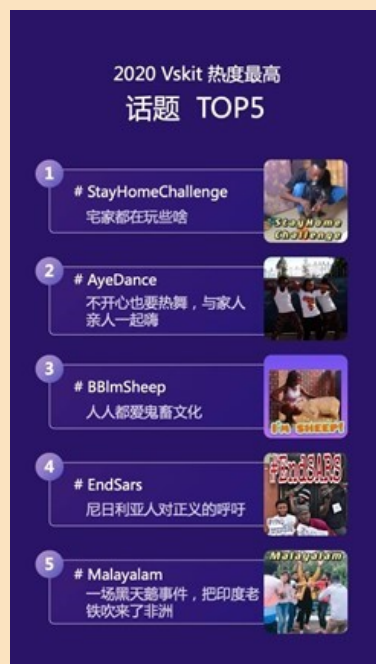 2020 Vskit 热度最高
话题 TOP5
1
# StayHomeChallenge
宅家都在玩些啥
StayHome
Challenge
2
# AyeDance
不开心也要热舞，与家人
亲人一起嗨
3
# BBImSheep
人人都爱鬼畜文化
I'M SHEEP!
4
# EndSars
尼日利亚人对正义的呼吁
#EndSARS
5
# Malayalam
一场黑天鹅事件，把印度老
铁吹来了非洲
Malayalam